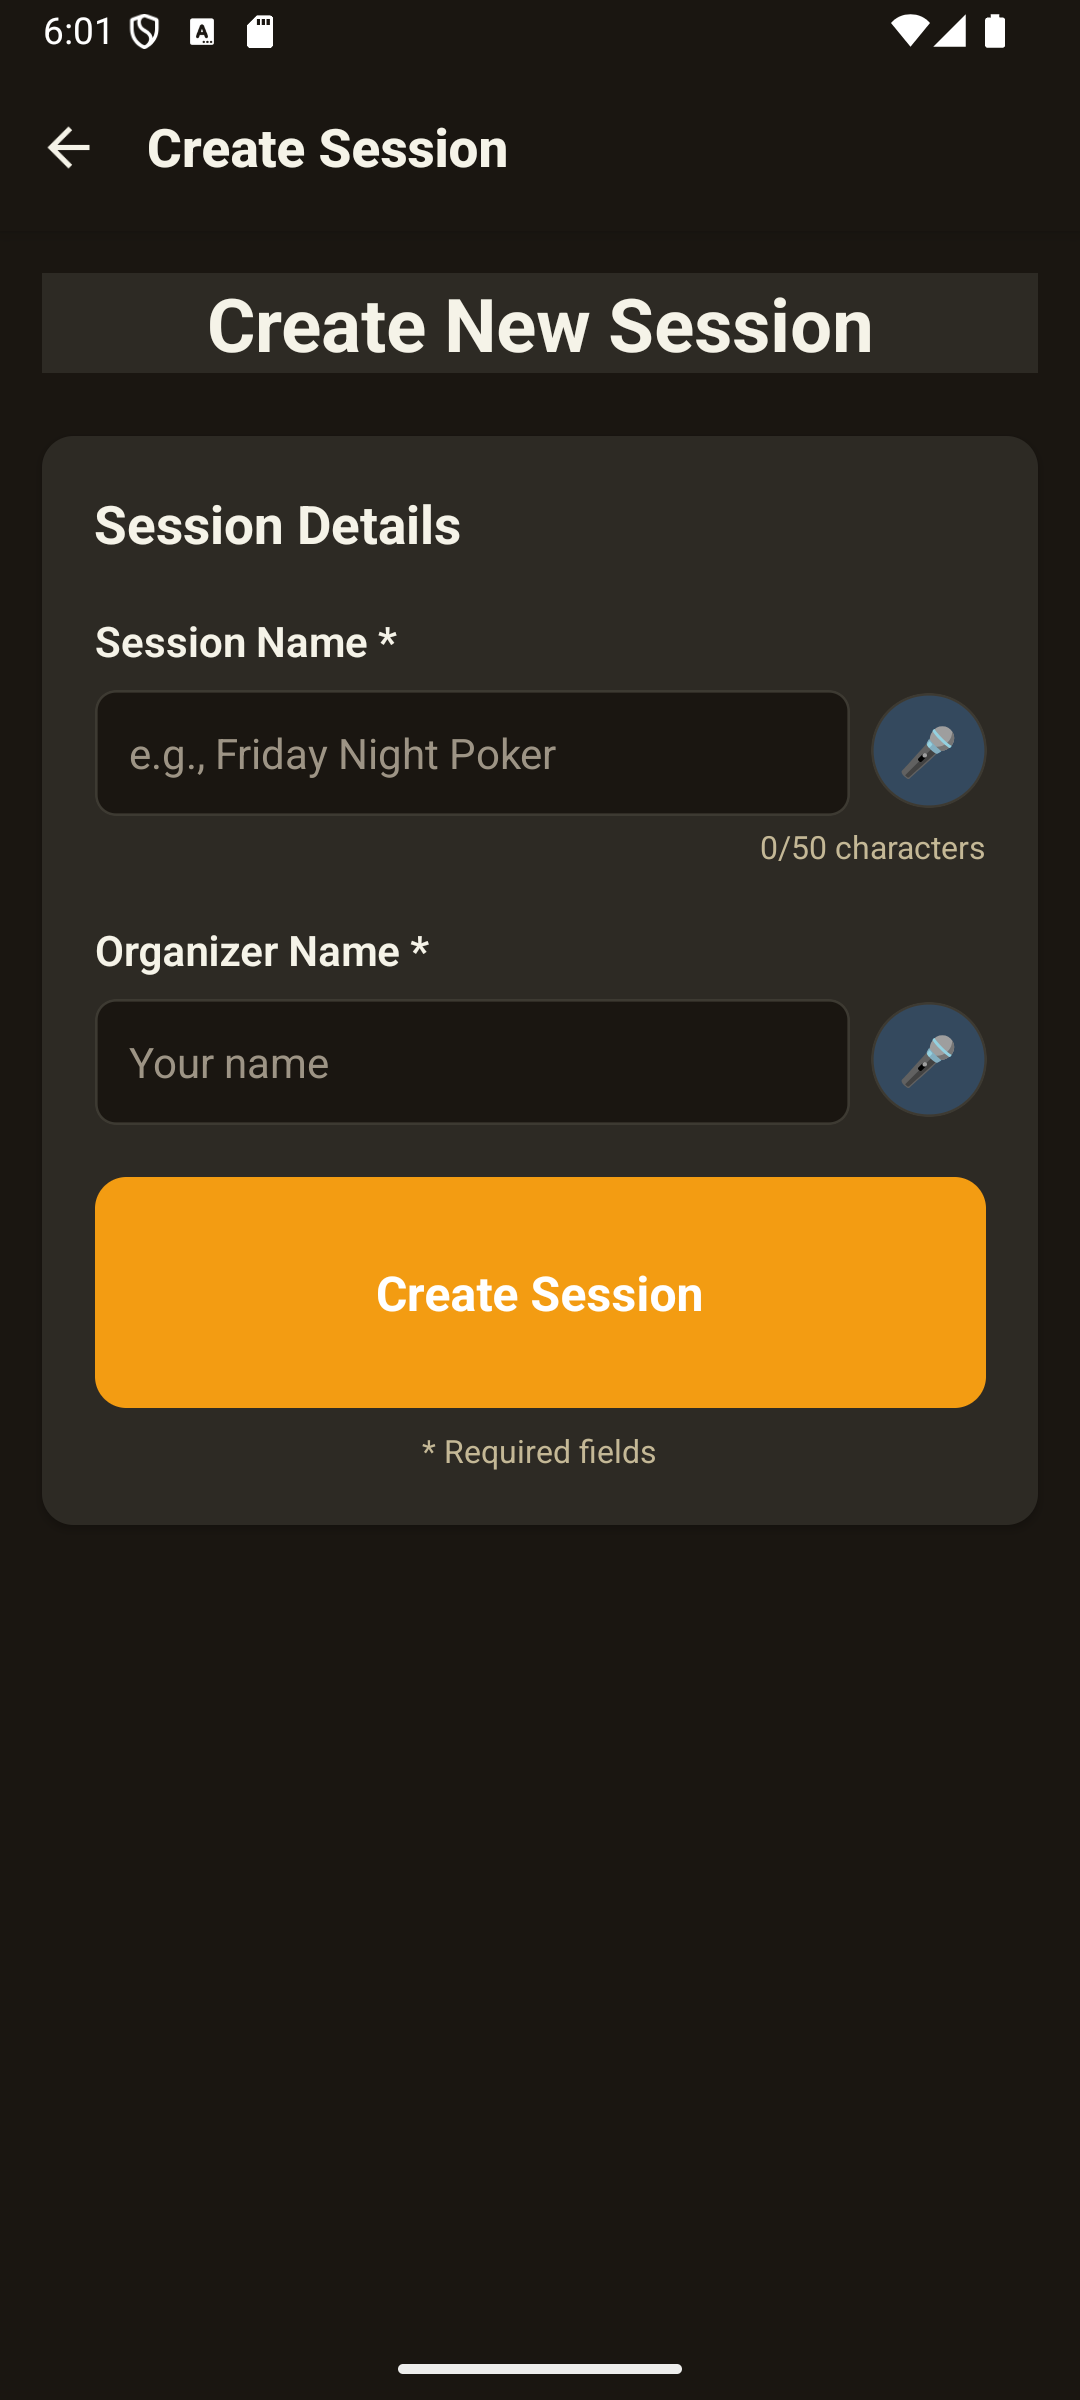 6:01
Create Session
Create New Session
Session Details
Session Name *
e.g., Friday Night Poker
0/50 characters
Organizer Name *
Your name
Create Session
* Required fields